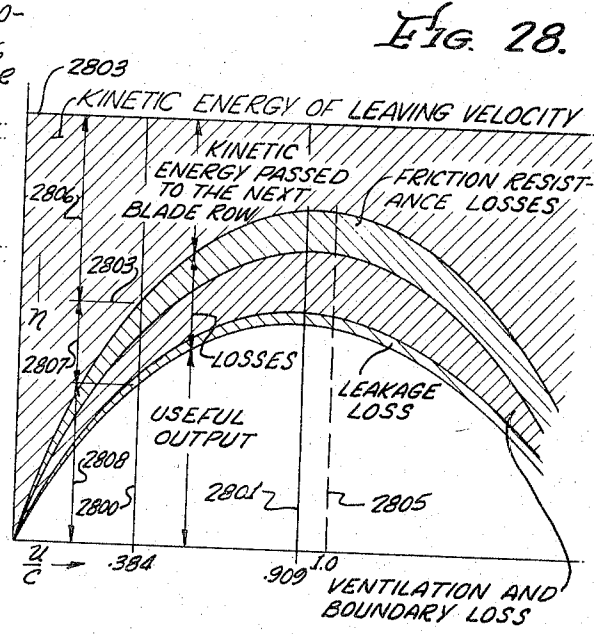 FIG. 28.
2803
KINETIC ENERGY OF LEAVING VELOCITY
KINETIC
ENERGY PASSED
TO THE NEXT
BLADE ROW
FRICTION RESIST-
ANCE LOSSES
2806
2803
η
2807
LOSSES
LEAKAGE
LOSS
USEFUL
OUTPUT
2808
2800
2801
2805
u/c
.384
.909
1.0
VENTILATION AND
BOUNDARY LOSS